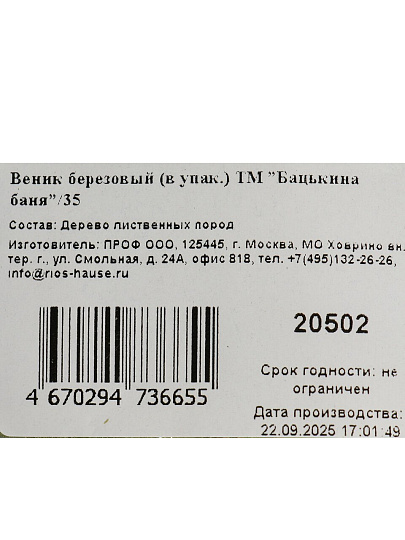 Веник березовый (в упак.) ТМ "Бацькина
баня"/35
Состав: Дерево лиственных пород
Изготовитель: ПРОФ ООО, 125445, г. Москва, МО Ховрино вн.
тер. г., ул. Смольная, д. 24А, офис 818, тел. +7(495)132-26-26,
info@rios-hause.ru
20502
Срок годности: не
ограничен
4 670294 736655
Дата производства:
22.09.2025 17:01:49